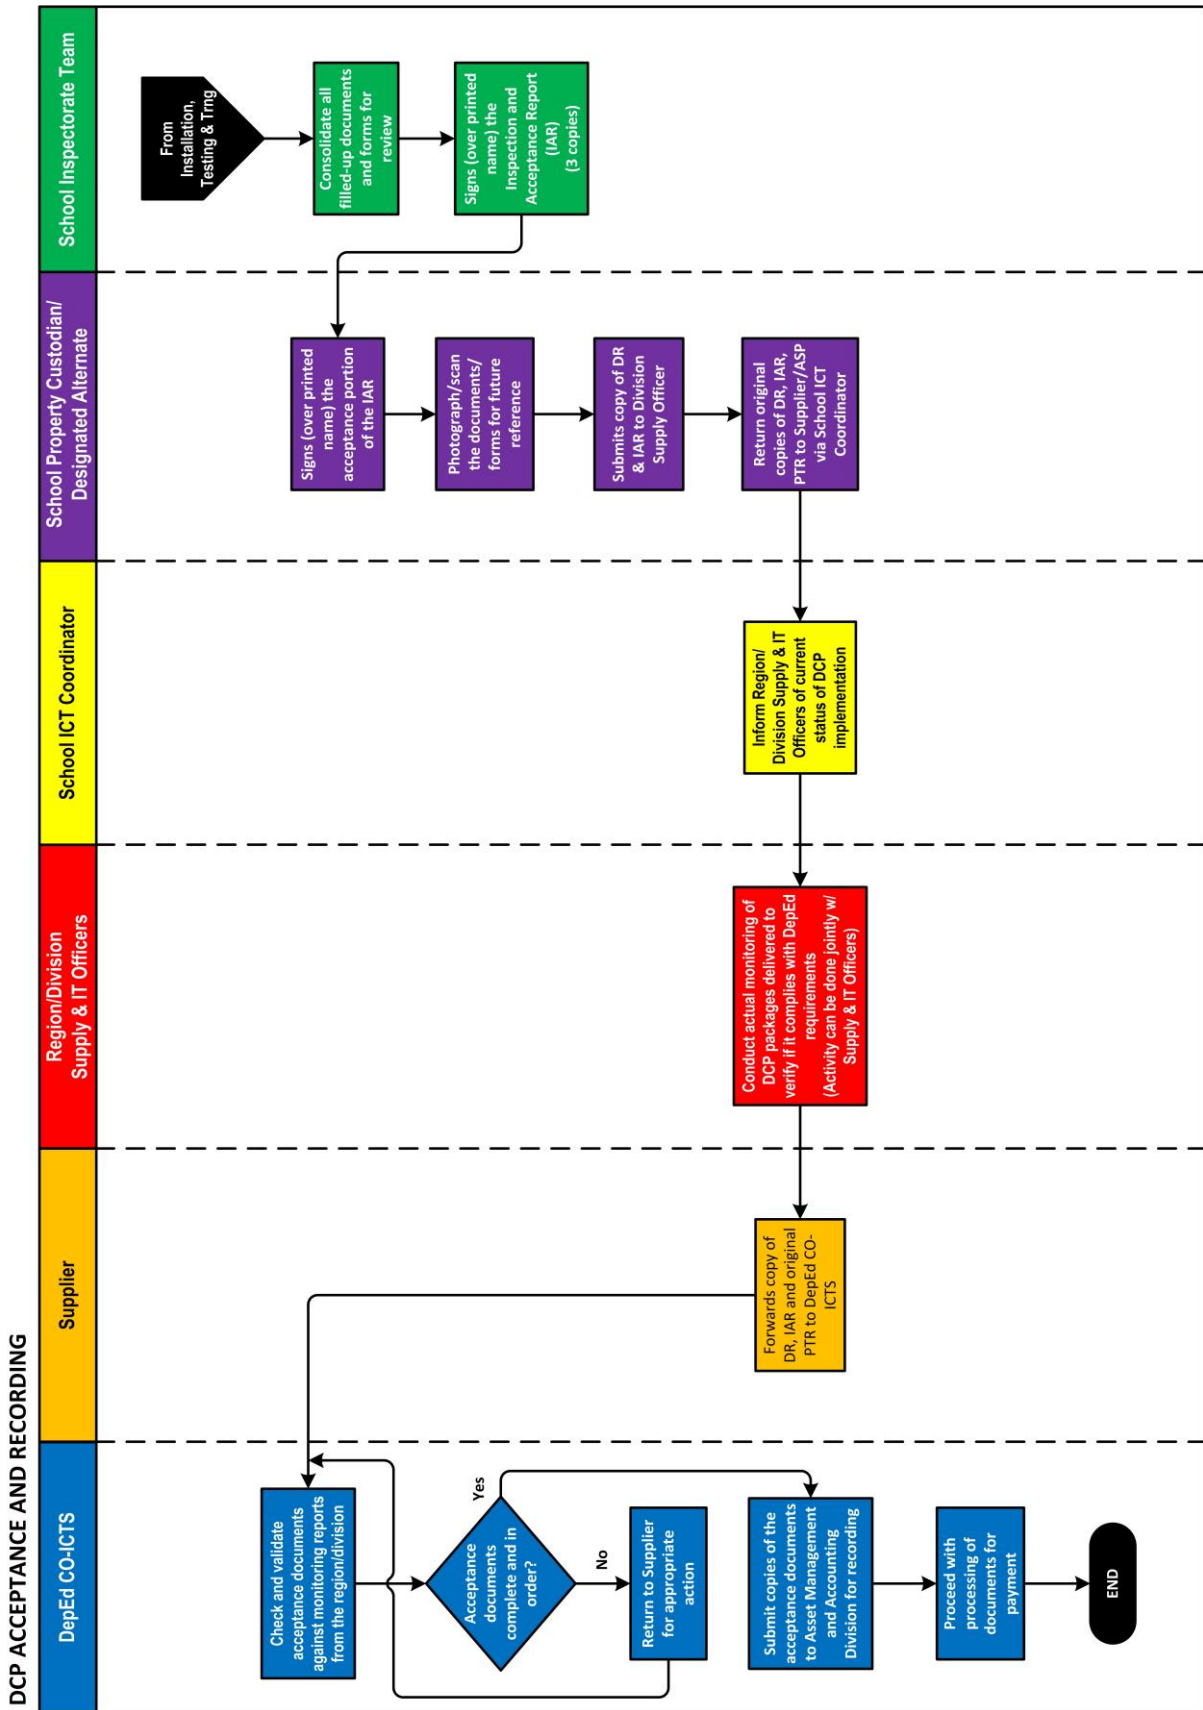 DCP ACCEPTANCE AND RECORDING
DepEd CO-ICTS
Supplier
Region/Division
Supply & IT Officers
School ICT Coordinator
School Property Custodian/
Designated Alternate
School Inspectorate Team
From
Installation,
Testing & Trng
Consolidate all
filled-up documents
and forms for
review
Signs (over printed
name) the
Inspection and
Acceptance Report
(IAR)
(3 copies)
Signs (over printed
name) the
acceptance portion
of the IAR
Photograph/scan
the documents/
forms for future
reference
Submits copy of DR
& IAR to Division
Supply Officer
Return original
copies of DR, IAR,
PTR to Supplier/ASP
via School ICT
Coordinator
Inform Region/
Division Supply & IT
Officers of current
status of DCP
implementation
Conduct actual monitoring of
DCP packages delivered to
verify if it complies with DepEd
requirements
(Activity can be done jointly w/
Supply & IT Officers)
Forwards copy of
DR, IAR and original
PTR to DepEd CO-
ICTS
Check and validate
acceptance documents
against monitoring reports
from the region/division
Acceptance
documents
complete and in
order?
Yes
No
Return to Supplier
for appropriate
action
Submit copies of the
acceptance documents
to Asset Management
and Accounting
Division for recording
Proceed with
processing of
documents for
payment
END